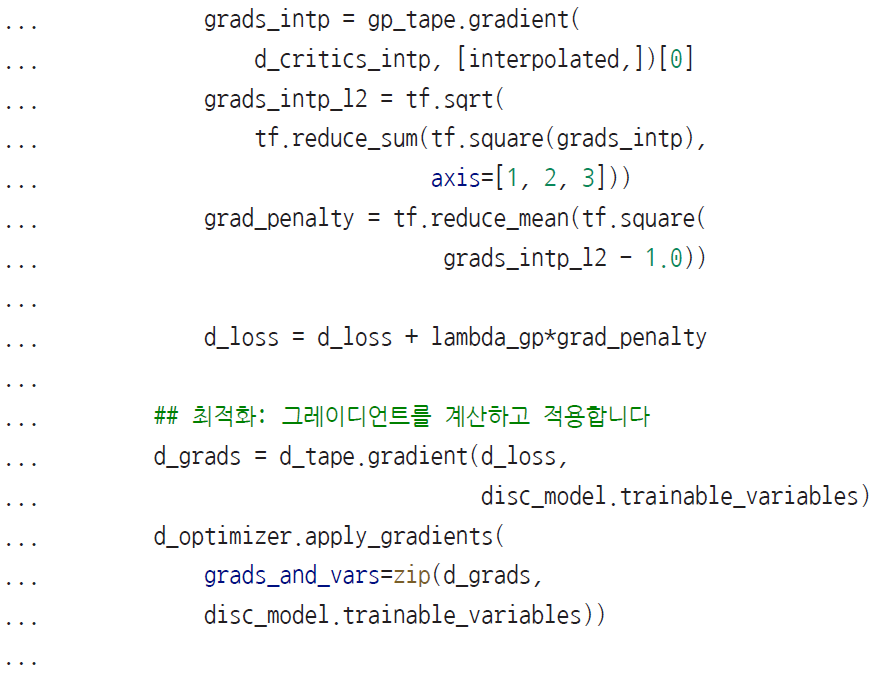 ...             grads_intp = gp_tape.gradient(
...                 d_critics_intp, [interpolated,])[0]
...             grads_intp_l2 = tf.sqrt(
...                 tf.reduce_sum(tf.square(grads_intp),
...                               axis=[1, 2, 3]))
...             grad_penalty = tf.reduce_mean(tf.square(
...                                grads_intp_l2 - 1.0))
...
...             d_loss = d_loss + lambda_gp*grad_penalty
...
...         ## 최적화: 그레이디언트를 계산하고 적용합니다
...         d_grads = d_tape.gradient(d_loss,
...                                   disc_model.trainable_variables)
...         d_optimizer.apply_gradients(
...             grads_and_vars=zip(d_grads,
...             disc_model.trainable_variables))
...